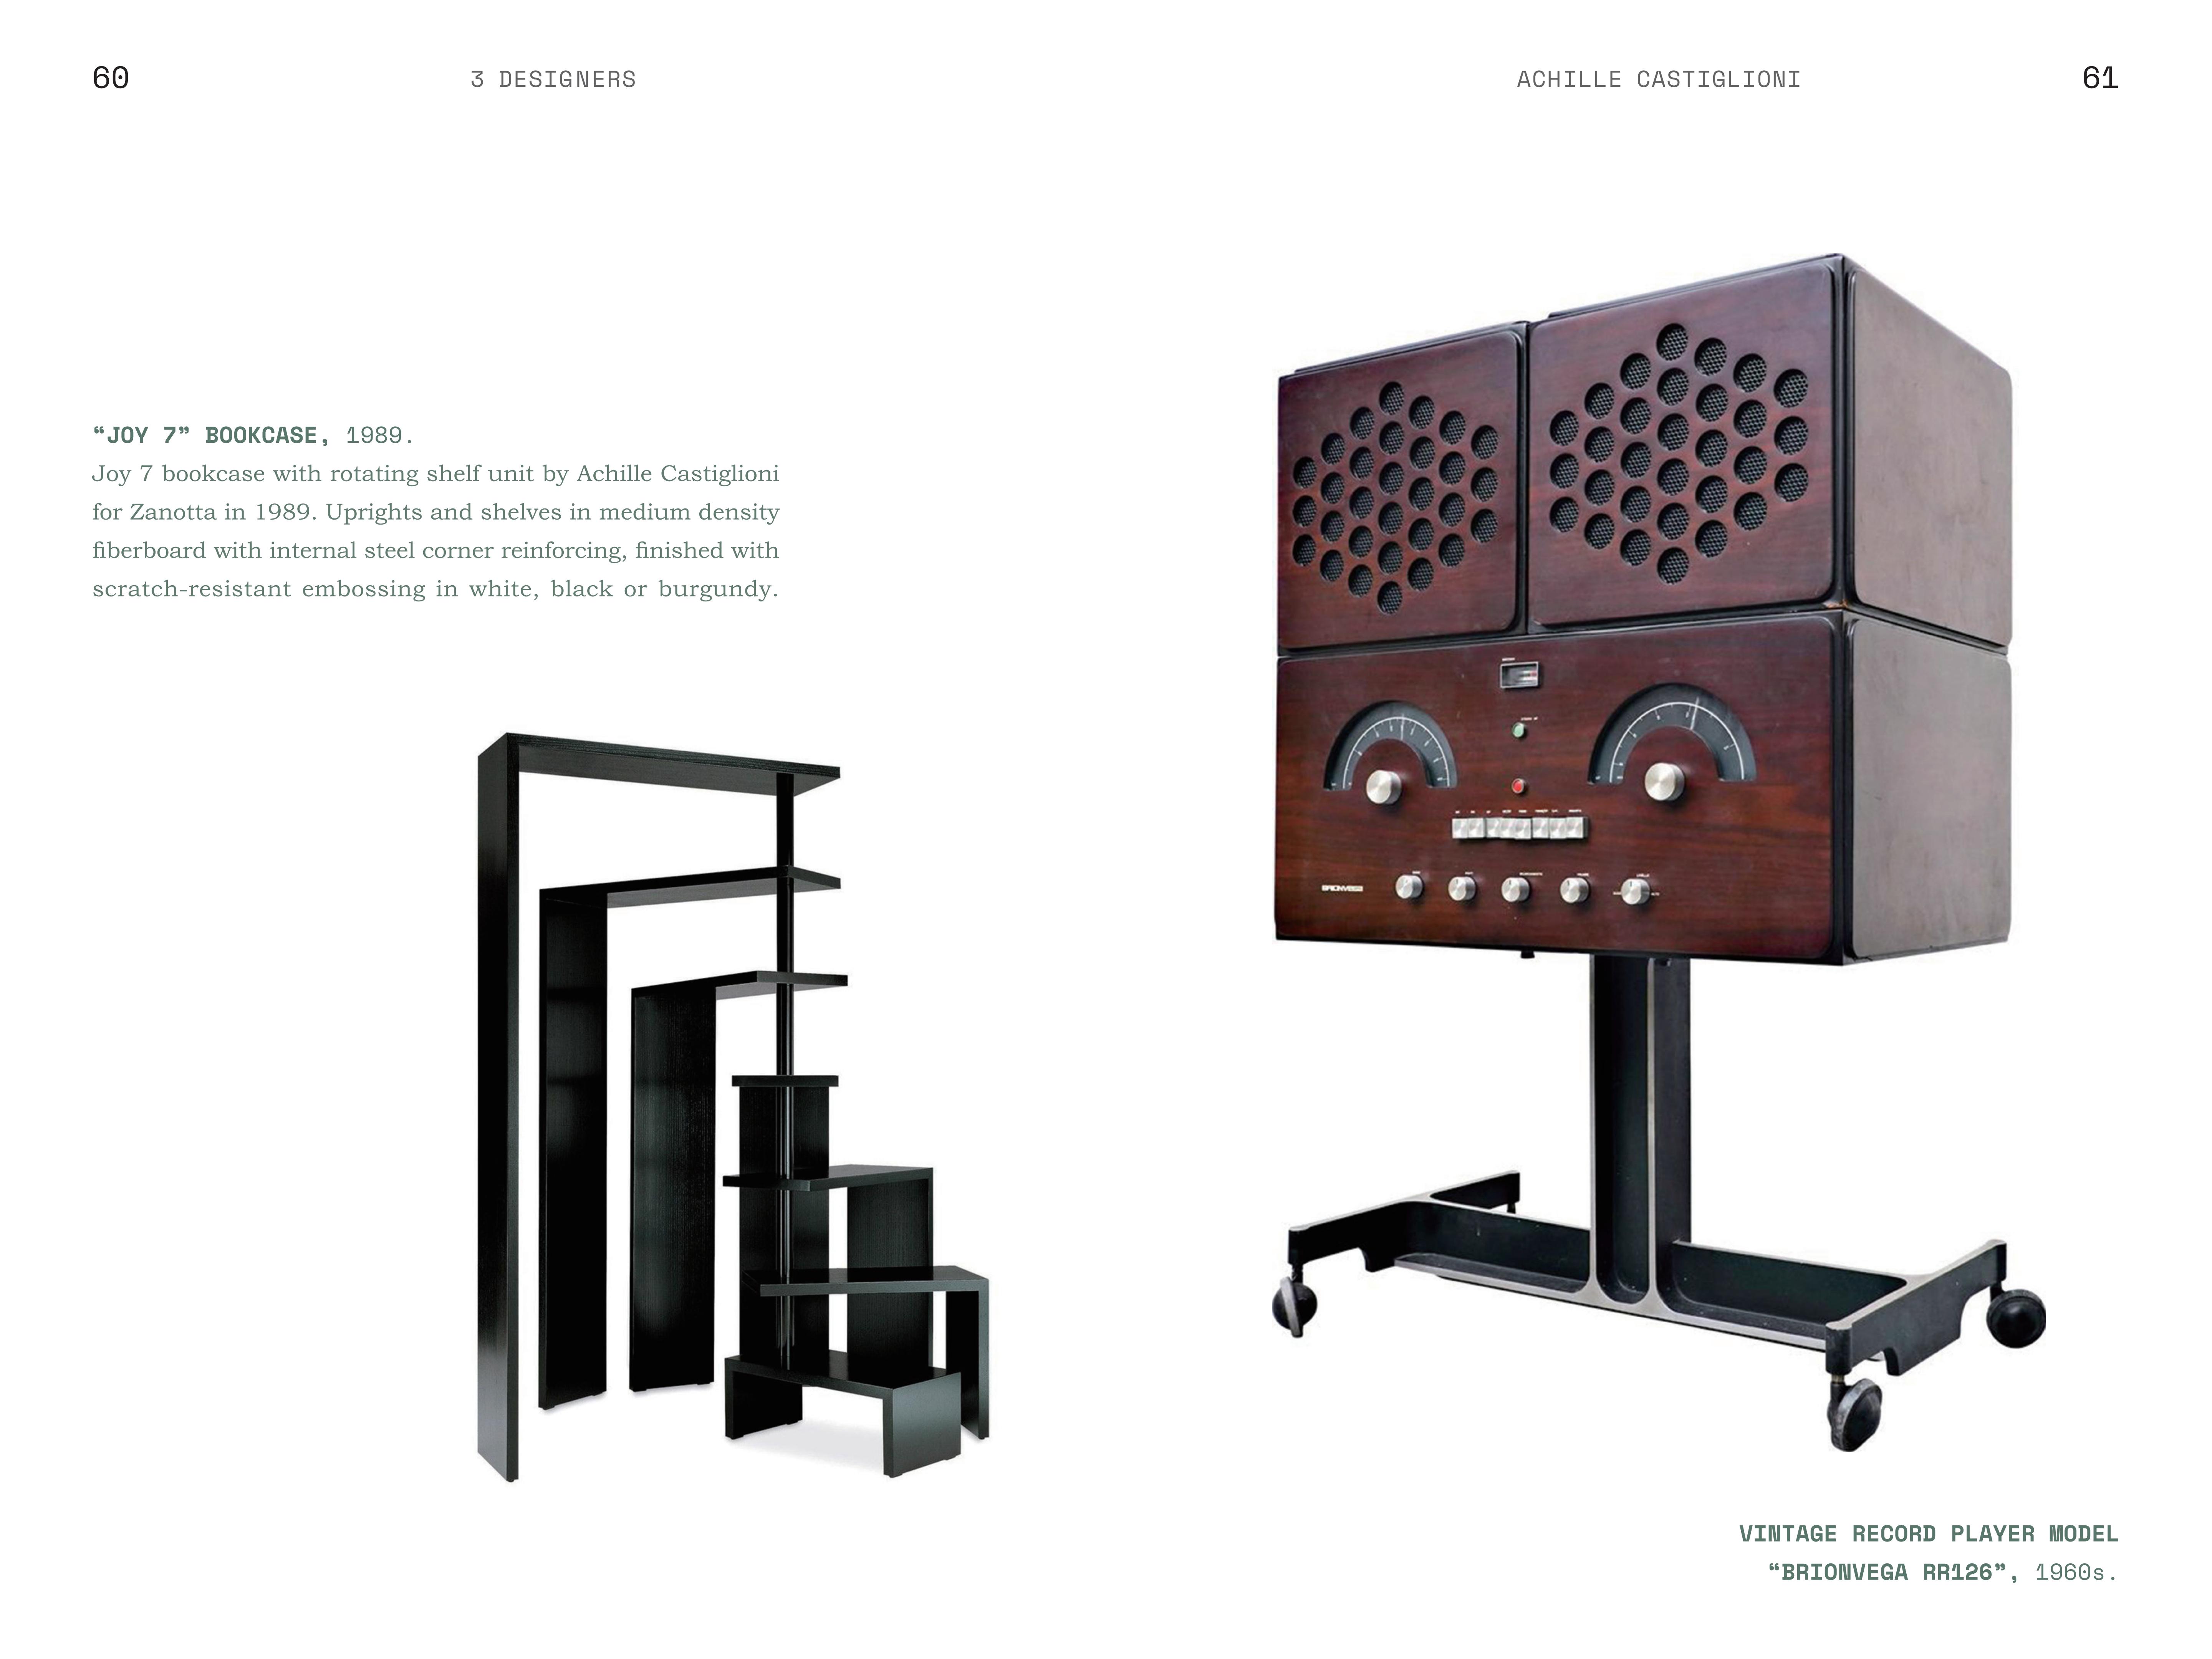 60
3 DESIGNERS
ACHILLE CASTIGLIONI
61
“JOY 7” BOOKCASE, 1989.
Joy 7 bookcase with rotating shelf unit by Achille Castiglioni
for Zanotta in 1989. Uprights and shelves in medium density
fiberboard with internal steel corner reinforcing, finished with
scratch-resistant embossing in white, black or burgundy.
BRIONVEGA
VINTAGE RECORD PLAYER MODEL
“BRIONVEGA RR126”, 1960s.